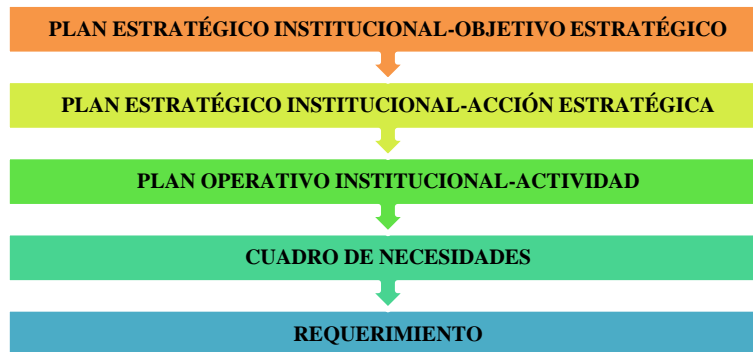 PLAN ESTRATÉGICO INSTITUCIONAL-OBJETIVO ESTRATÉGICO
PLAN ESTRATÉGICO INSTITUCIONAL-ACCIÓN ESTRATÉGICA
PLAN OPERATIVO INSTITUCIONAL-ACTIVIDAD
CUADRO DE NECESIDADES
REQUERIMIENTO